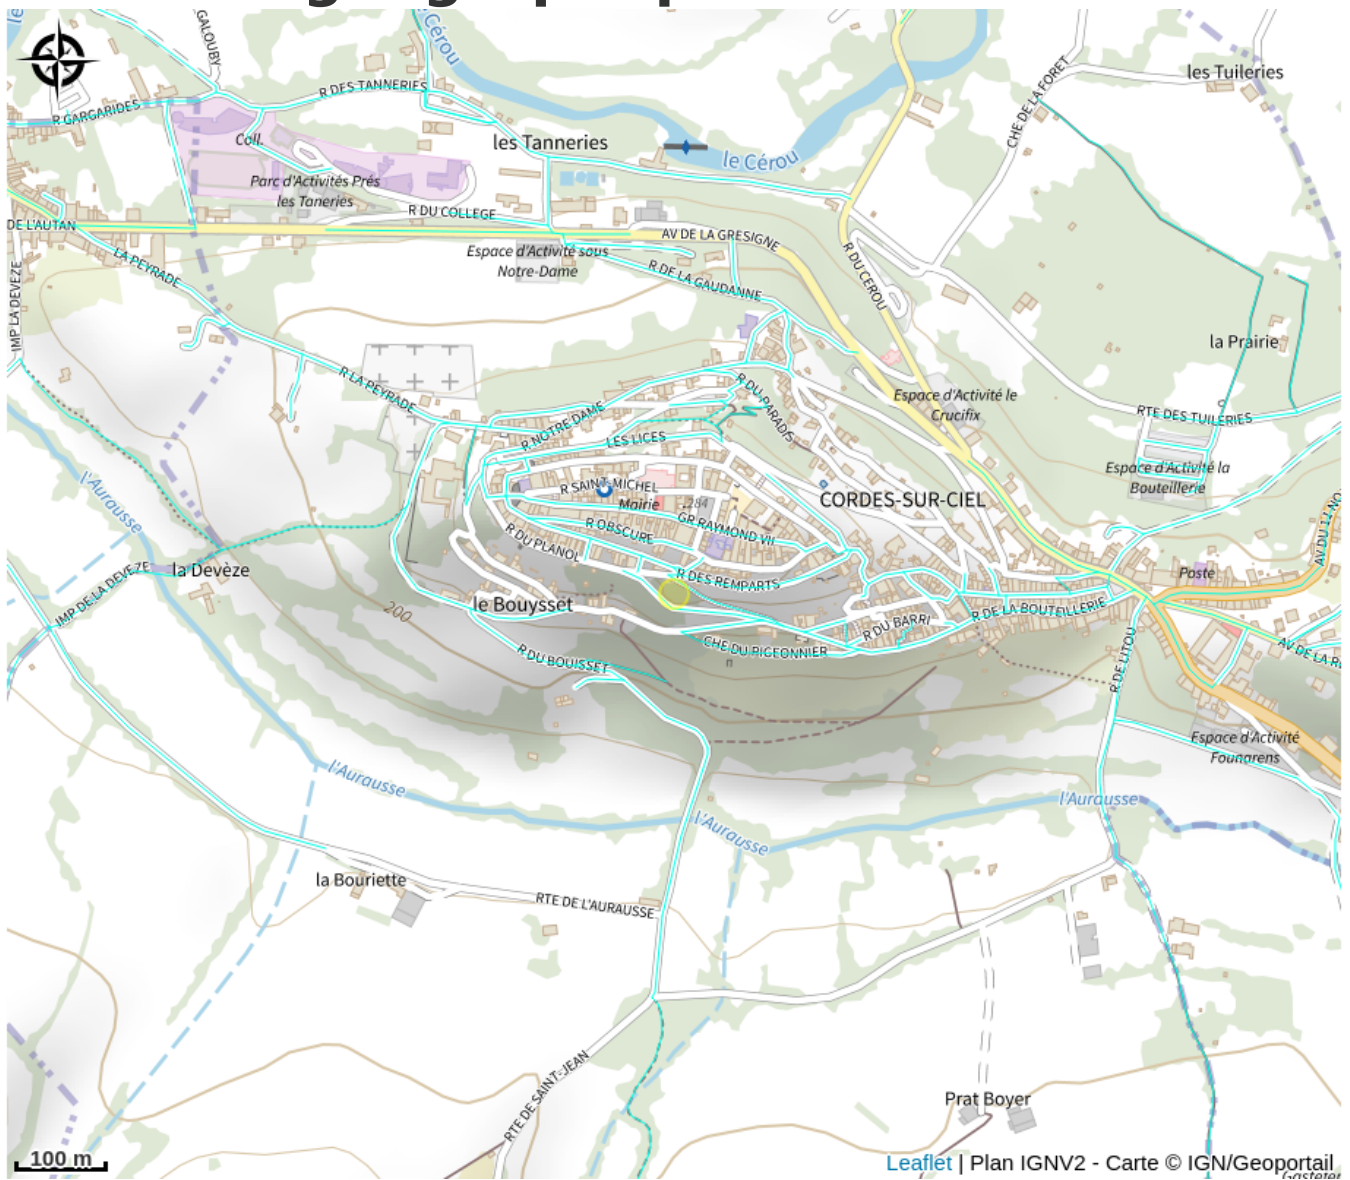 le Cérou
R GARGARIDES
GALOUBY
R DES TANNERIES
Coll.
les Tanneries
le Cérou
CHE DE LA FORET
les Tuileries
Parc d'Activités Prés
les Taneries
R DU COLLEGE
DE L'AUTAN
LA PEYRADE
IMP LA DEVEZE
Espace d'Activité sous
Notre-Dame
AV DE LA GRESIGNE
R DE LA GAUDANNE
R DU CEROU
la Prairie
R LA PEYRADE
R NOTRE DAME
LES LICES
R DU PARADIS
Espace d'Activité le
Crucifix
RTE DES TUILERIES
Espace d'Activité la
Bouteillerie
R SAINT-MICHEL
Mairie
284
CORDES-SUR-CIEL
R OBSCURE
GR RAYMOND VII
R DU PLANOL
R DES REMPARTS
AV DU 11 NO
Poste
l'Aurausse
la Devèze
IMP DE LA DEVEZE
200
le Bouysset
R DU BARRI
R DE LA BOUTEILLERIE
CHE DU PIGEONNIER
R DU BOUISSET
R DE LITOU
AV DE LA R
Espace d'Activité
Founarens
l'Aurausse
l'Aurausse
l'Aurausse
la Bouriette
RTE DE L'AURAUSSE
RTE DE SAINT-JEAN
Prat Boyer
100 m
Leaflet | Plan IGNV2 - Carte © IGN/Geoportail